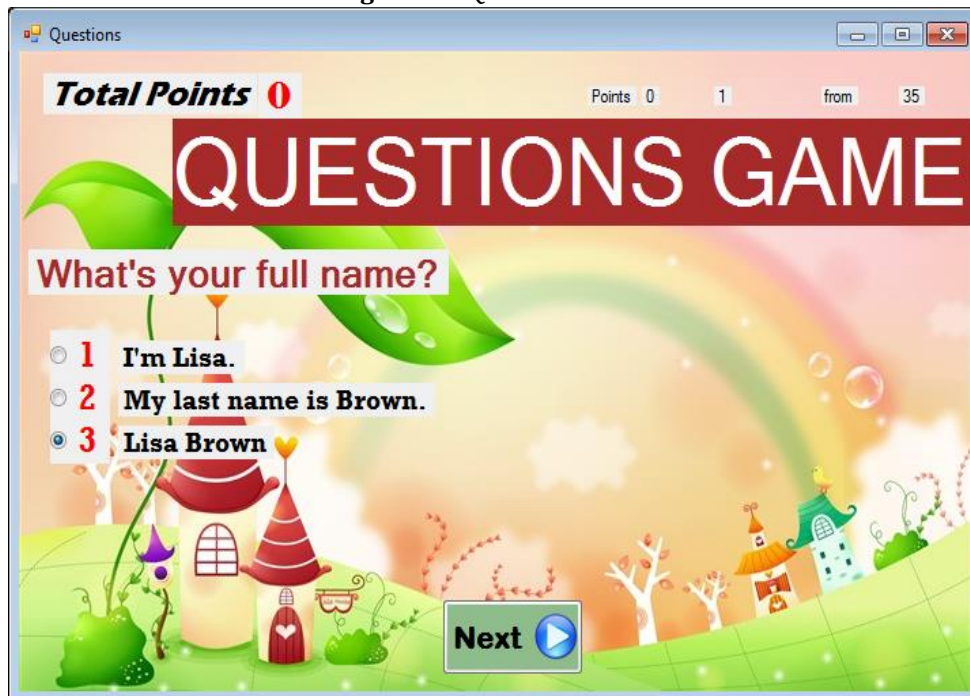 Questions
Total Points 0
Points 0 1 from 35
QUESTIONS GAME
What's your full name?
1 I'm Lisa.
2 My last name is Brown.
3 Lisa Brown
Next